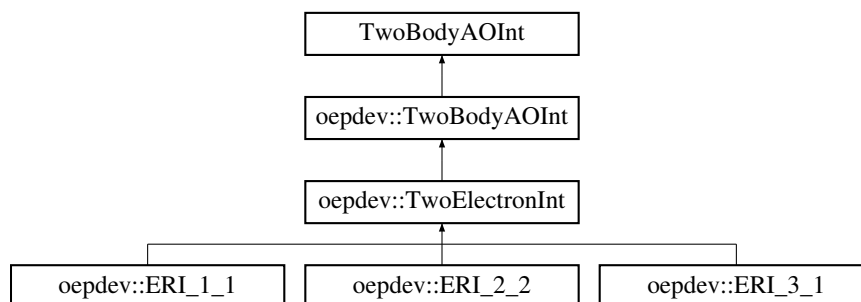 TwoBodyAOInt
oepdev::TwoBodyAOInt
oepdev::TwoElectronInt
oepdev::ERI_1_1 oepdev::ERI_2_2 oepdev::ERI_3_1